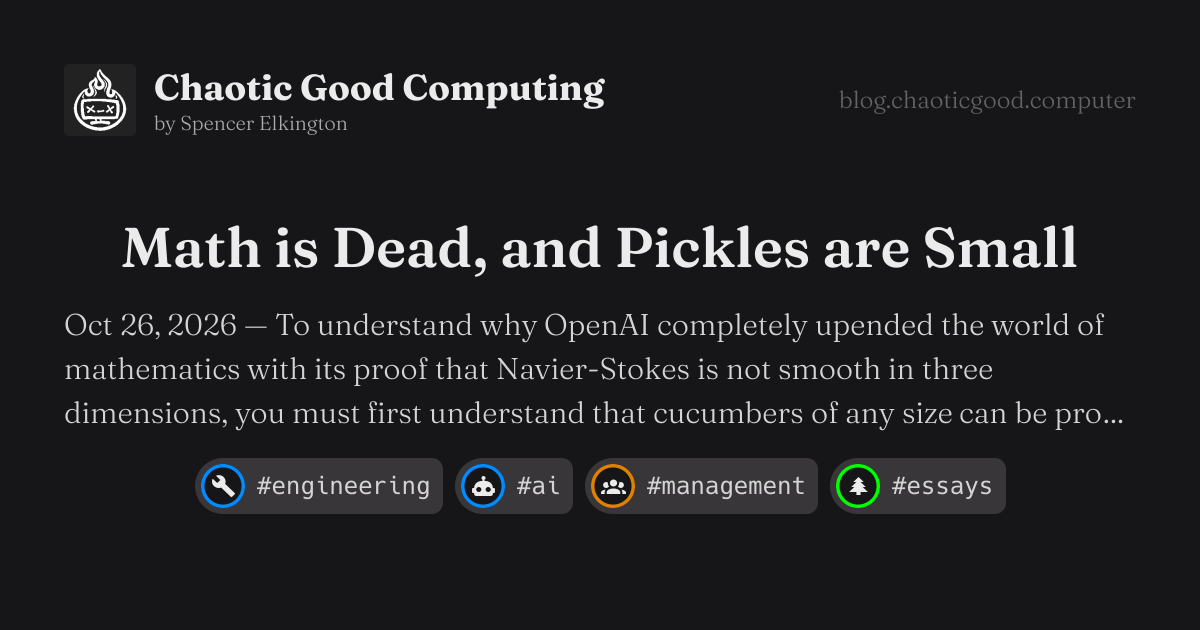 Chaotic Good Computing
by Spencer Elkington
blog.chaoticgood.computer
Math is Dead, and Pickles are Small
Oct 26, 2026 — To understand why OpenAI completely upended the world of
mathematics with its proof that Navier-Stokes is not smooth in three
dimensions, you must first understand that cucumbers of any size can be pro...
#engineering
#ai
#management
#essays